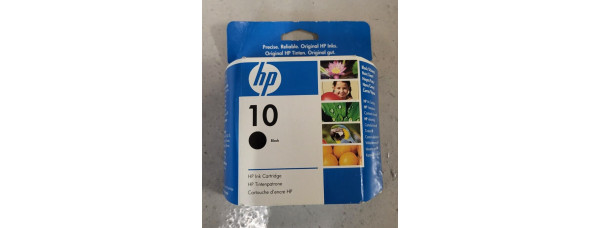 Precise. Reliable. Original HP Inks.
Original HP Tinten. Original gut.
hp
10
Black
HP Ink Cartridge
HP Tintenpatrone
Cartouche d'encre HP